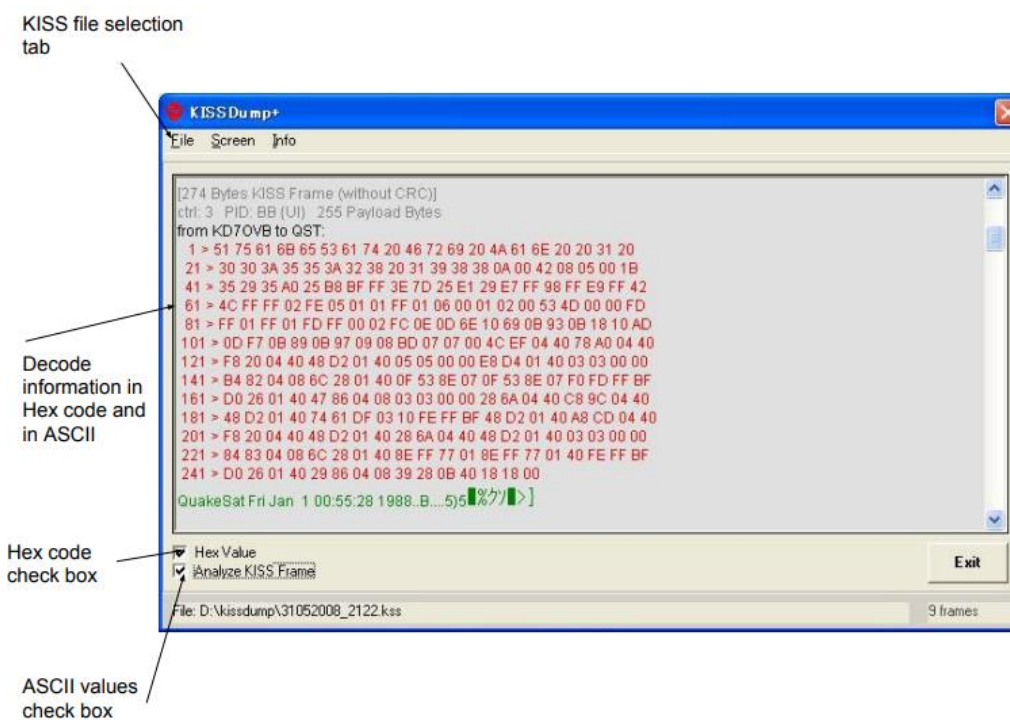 KISS file selection
tab
KISSDump+
File Screen Info
[274 Bytes KISS Frame (without CRC)]
ctrl: 3 PID: BB (UI) 255 Payload Bytes
from KD7OVB to QST:
1 > 51 75 61 6B 65 53 61 74 20 46 72 69 20 4A 61 6E 20 20 31 20
21 > 30 30 3A 35 35 3A 32 38 20 31 39 38 38 0A 00 42 08 05 00 1B
41 > 35 29 35 A0 25 B8 BF FF 3E 7D 25 E1 29 E7 FF 98 FF E9 FF 42
61 > 4C FF FF 02 FE 05 01 01 FF 01 06 00 01 02 00 53 4D 00 00 FD
81 > FF 01 FF 01 FD FF 00 02 FC 0E 0D 6E 10 69 0B 93 0B 18 10 AD
101 > 0D F7 0B 89 0B 97 09 08 BD 07 07 00 4C EF 04 40 78 A0 04 40
121 > F8 20 04 40 48 D2 01 40 05 05 00 00 E8 D4 01 40 03 03 00 00
141 > B4 82 04 08 6C 28 01 40 0F 53 8E 07 0F 53 8E 07 F0 FD FF BF
161 > D0 26 01 40 47 86 04 08 03 03 00 00 28 6A 04 40 C8 9C 04 40
181 > 48 D2 01 40 74 61 DF 03 10 FE FF BF 48 D2 01 40 A8 CD 04 40
201 > F8 20 04 40 48 D2 01 40 28 6A 04 40 48 D2 01 40 03 03 00 00
221 > 84 83 04 08 6C 28 01 40 8E FF 77 01 8E FF 77 01 40 FE FF BF
241 > D0 26 01 40 29 86 04 08 39 28 0B 40 18 18 00
QuakeSat Fri Jan 1 00:55:28 1988..B....5)5█%クソ█>]
Decode
information in
Hex code and
in ASCII
Hex code
check box
Hex Value
Analyze KISS Frame
Exit
File: D:\kissdump\31052008_2122.kss
9 frames
ASCII values
check box